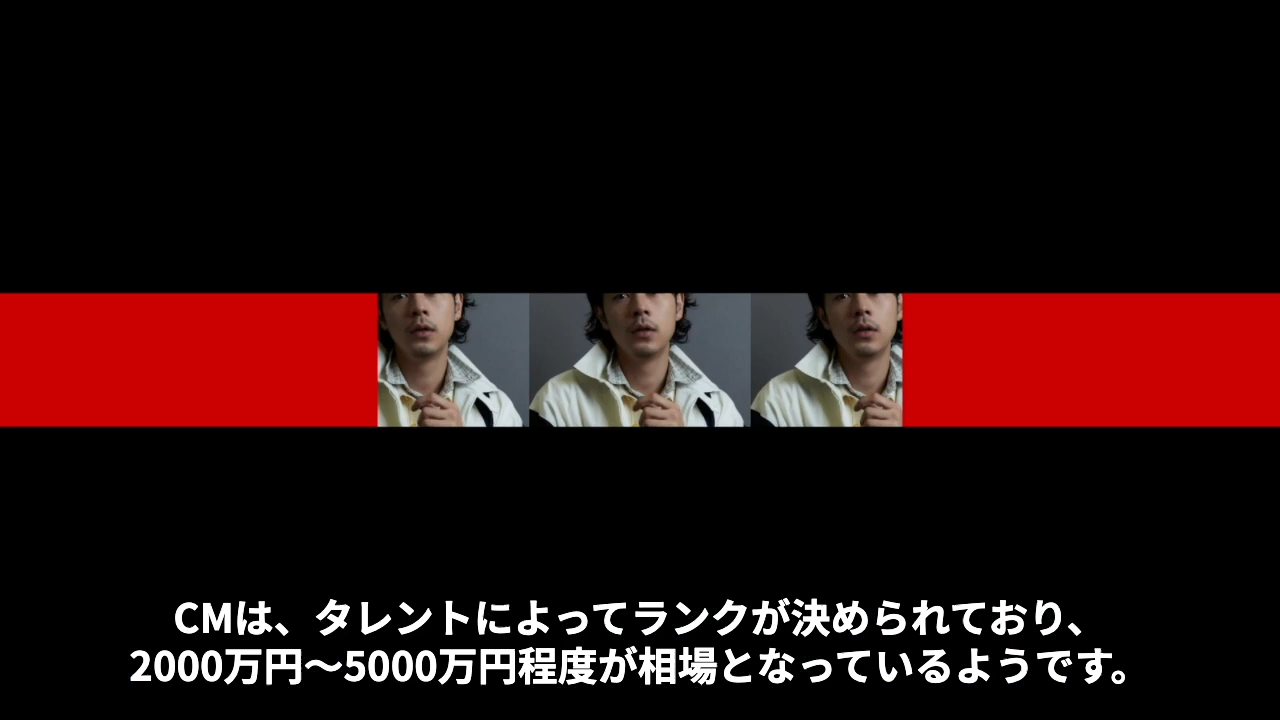 CMは、タレントによってランクが決められており、
2000万円〜5000万円程度が相場となっているようです。